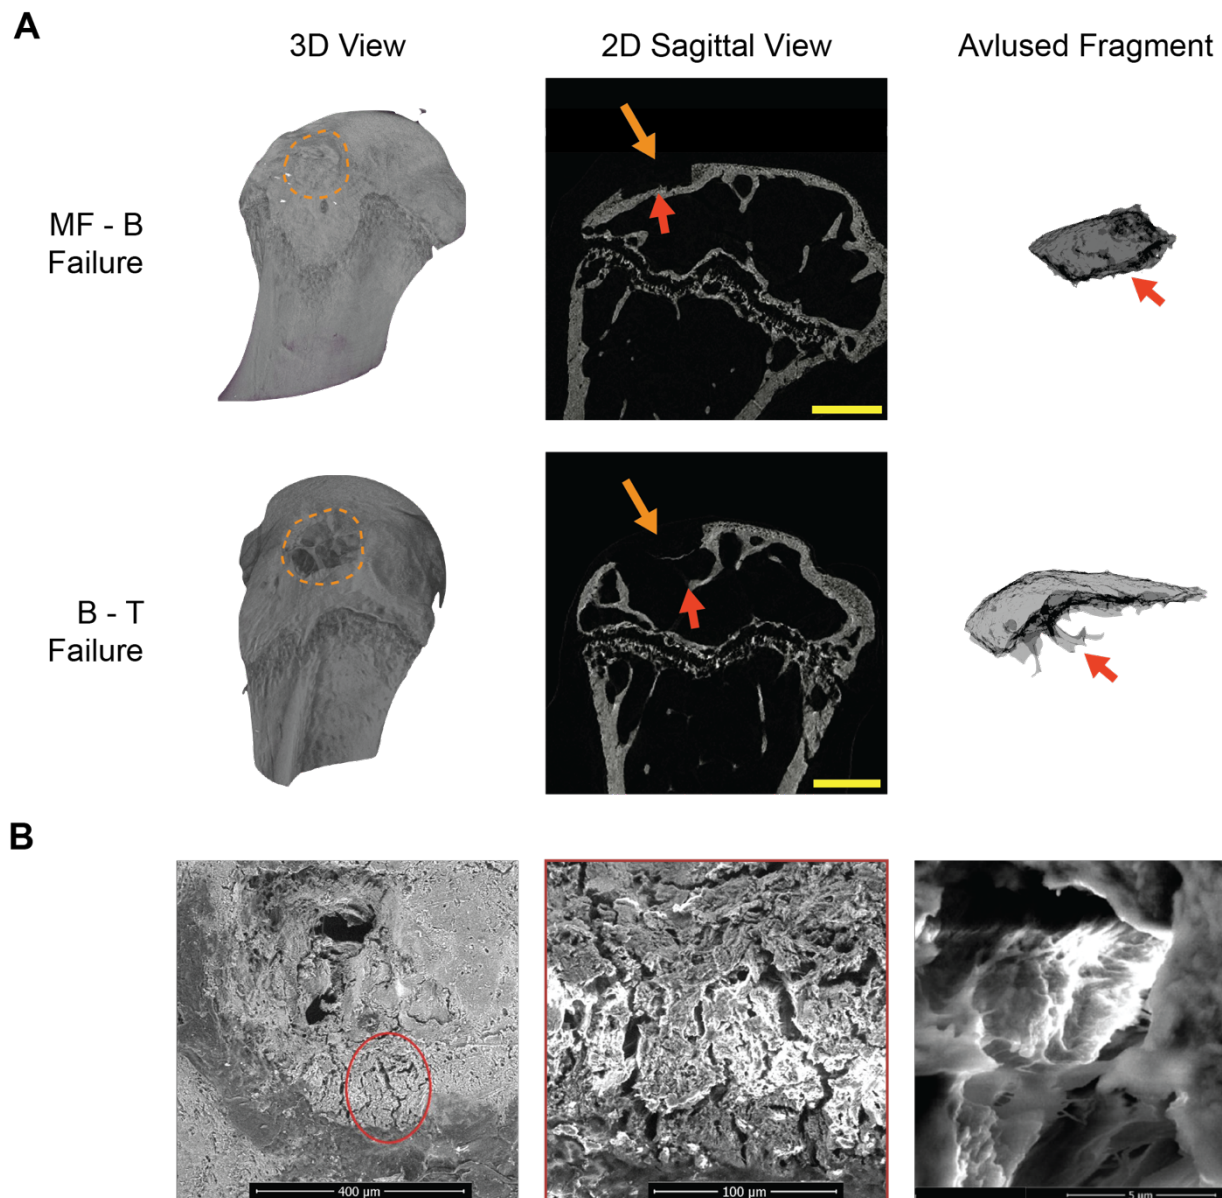 A
3D View
2D Sagittal View
Avlused Fragment
MF - B
Failure
B - T
Failure
B
400 µm
100 µm
5 µm